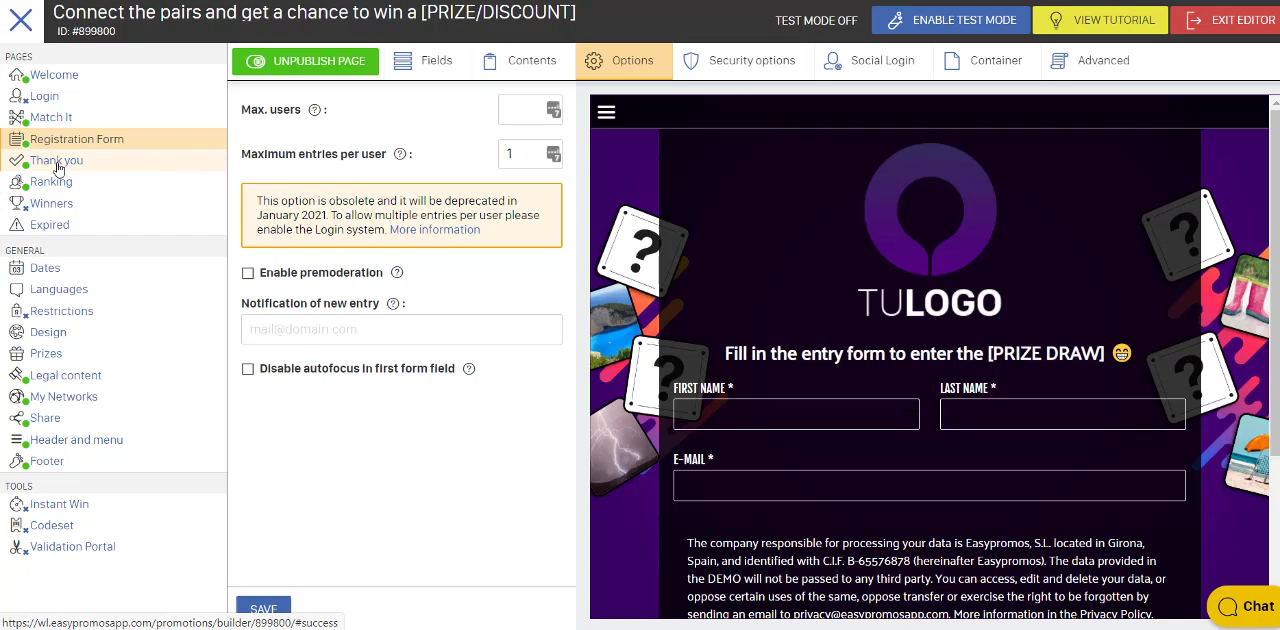 Connect the pairs and get a chance to win a [PRIZE/DISCOUNT]
ID: #899800
TEST MODE OFF
ENABLE TEST MODE
VIEW TUTORIAL
EXIT EDITOR
PAGES
Welcome
Login
Match It
Registration Form
Thank you
Ranking
Winners
Expired
GENERAL
Dates
Languages
Restrictions
Design
Prizes
Legal content
My Networks
Share
Header and menu
Footer
TOOLS
Instant Win
Codeset
Validation Portal
https://wl.easypromosapp.com/promotions/builder/899800/#success
UNPUBLISH PAGE
Fields
Contents
Options
Security options
Social Login
Container
Advanced
Max. users ? :
Maximum entries per user ? : 1
This option is obsolete and it will be deprecated in
January 2021. To allow multiple entries per user please
enable the Login system. More information
Enable premoderation ?
Notification of new entry ? :
mail@domain.com
Disable autofocus in first form field ?
SAVE
TULOGO
Fill in the entry form to enter the [PRIZE DRAW] 😁
FIRST NAME *
LAST NAME *
E-MAIL *
The company responsible for processing your data is Easypromos, S.L. located in Girona,
Spain, and identified with C.I.F. B-65576878 (hereinafter Easypromos). The data provided in
the DEMO will not be passed to any third party. You can access, edit and delete your data, or
oppose certain uses of the same, oppose transfer or exercise the right to be forgotten by
sending an email to privacy@easypromosapp.com. More information in the Privacy Policy.
Chat